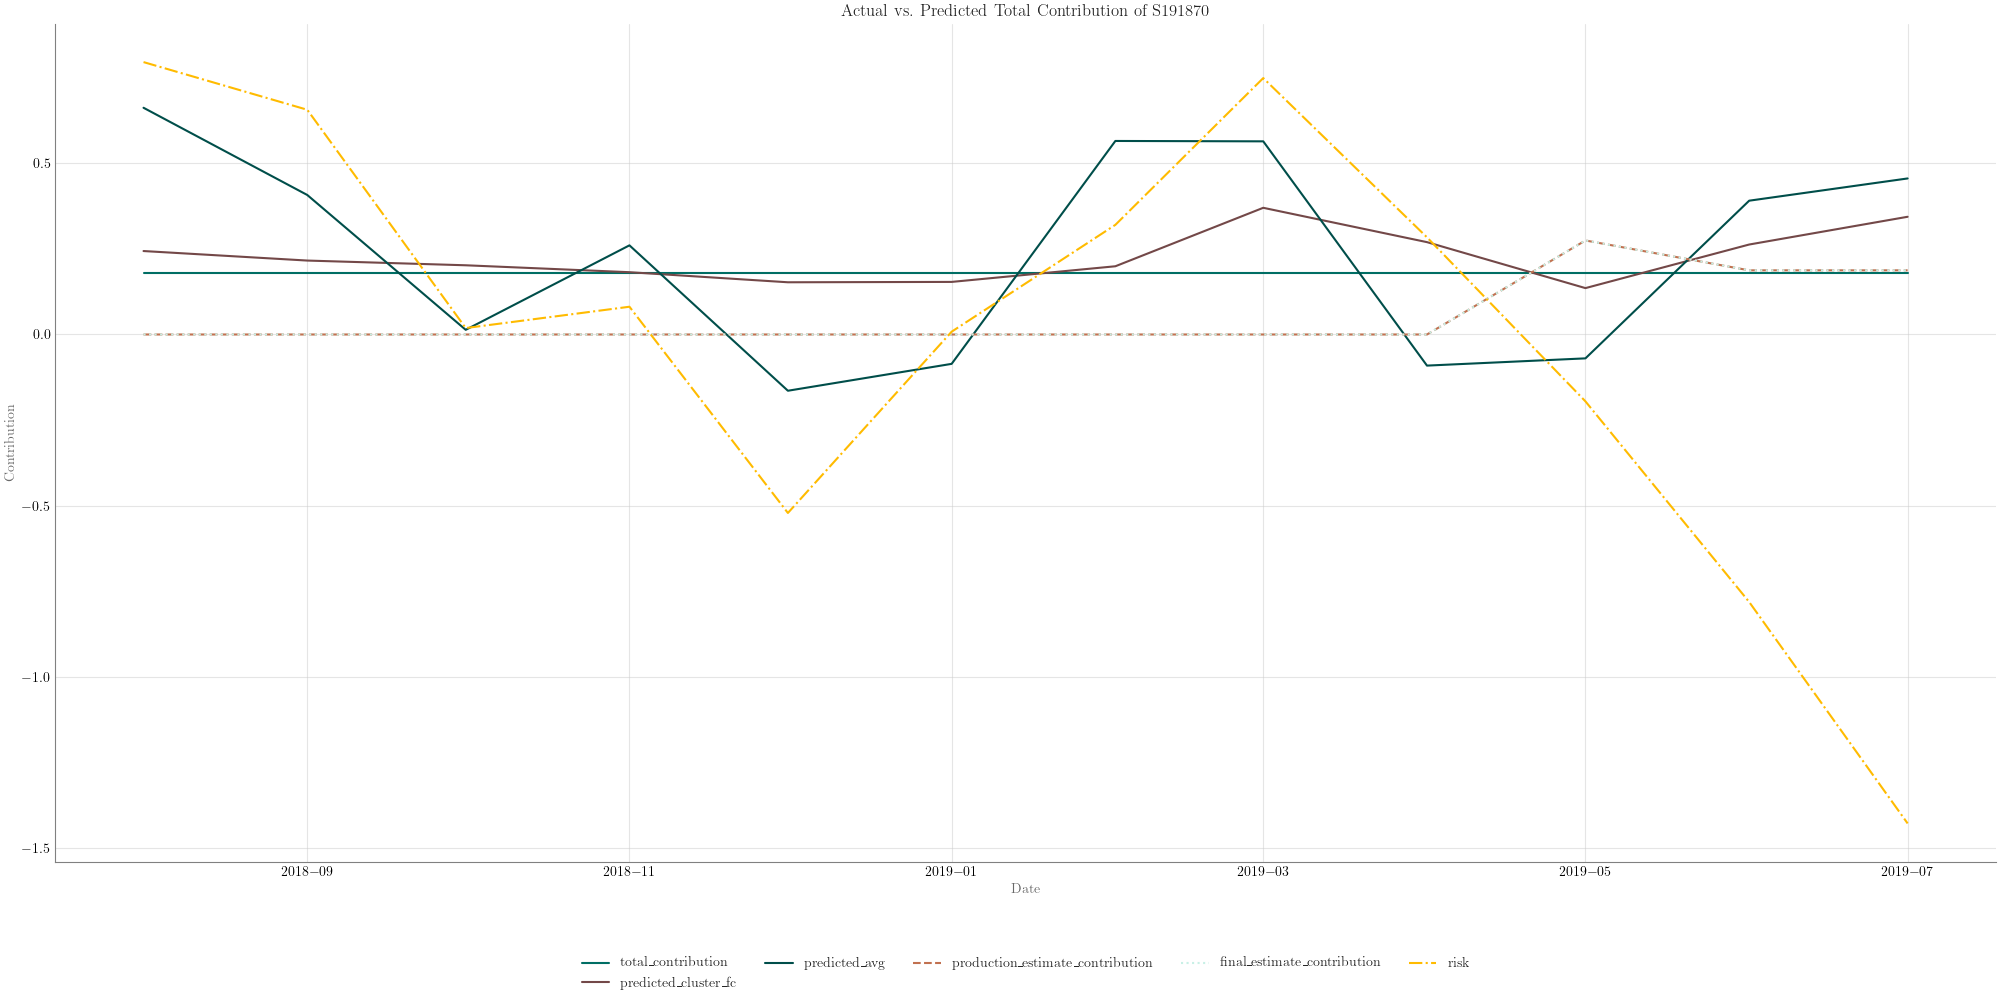 Actual vs. Predicted Total Contribution of S191870
0.5
0.0
−0.5
−1.0
−1.5
Contribution
2018−09 2018−11 2019−01 2019−03 2019−05 2019−07
Date
total_contribution predicted_avg production_estimate_contribution final_estimate_contribution risk
predicted_cluster_fc